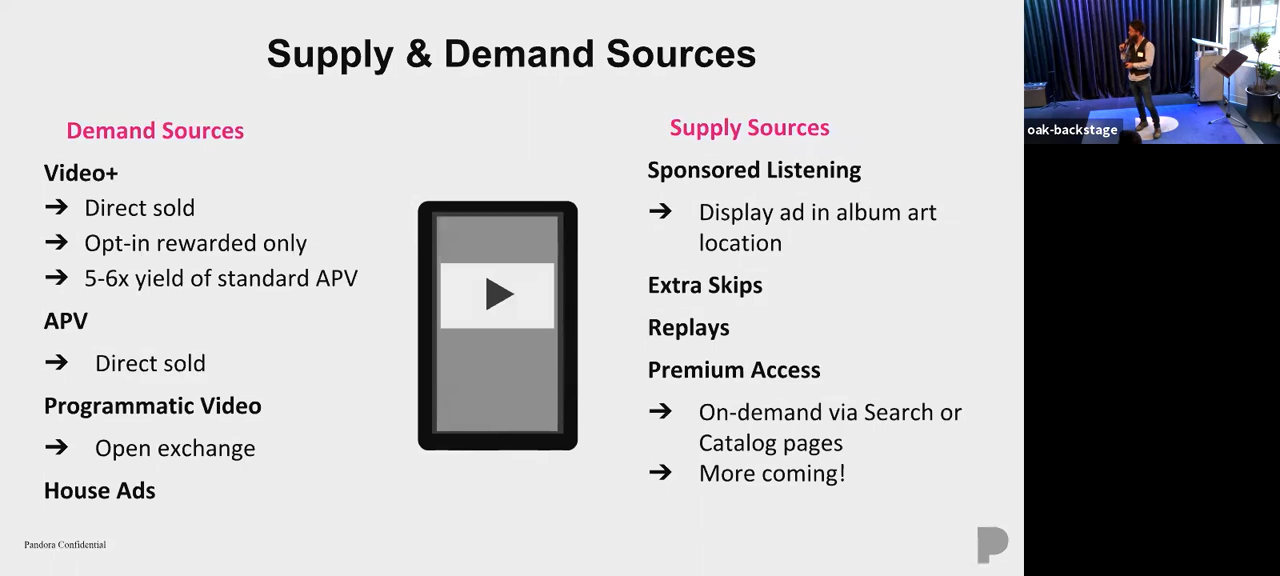 Supply & Demand Sources
Demand Sources
Video+
➔ Direct sold
➔ Opt-in rewarded only
➔ 5-6x yield of standard APV
APV
➔ Direct sold
Programmatic Video
➔ Open exchange
House Ads
Supply Sources
Sponsored Listening
➔ Display ad in album art
location
Extra Skips
Replays
Premium Access
➔ On-demand via Search or
Catalog pages
➔ More coming!
Pandora Confidential
oak-backstage